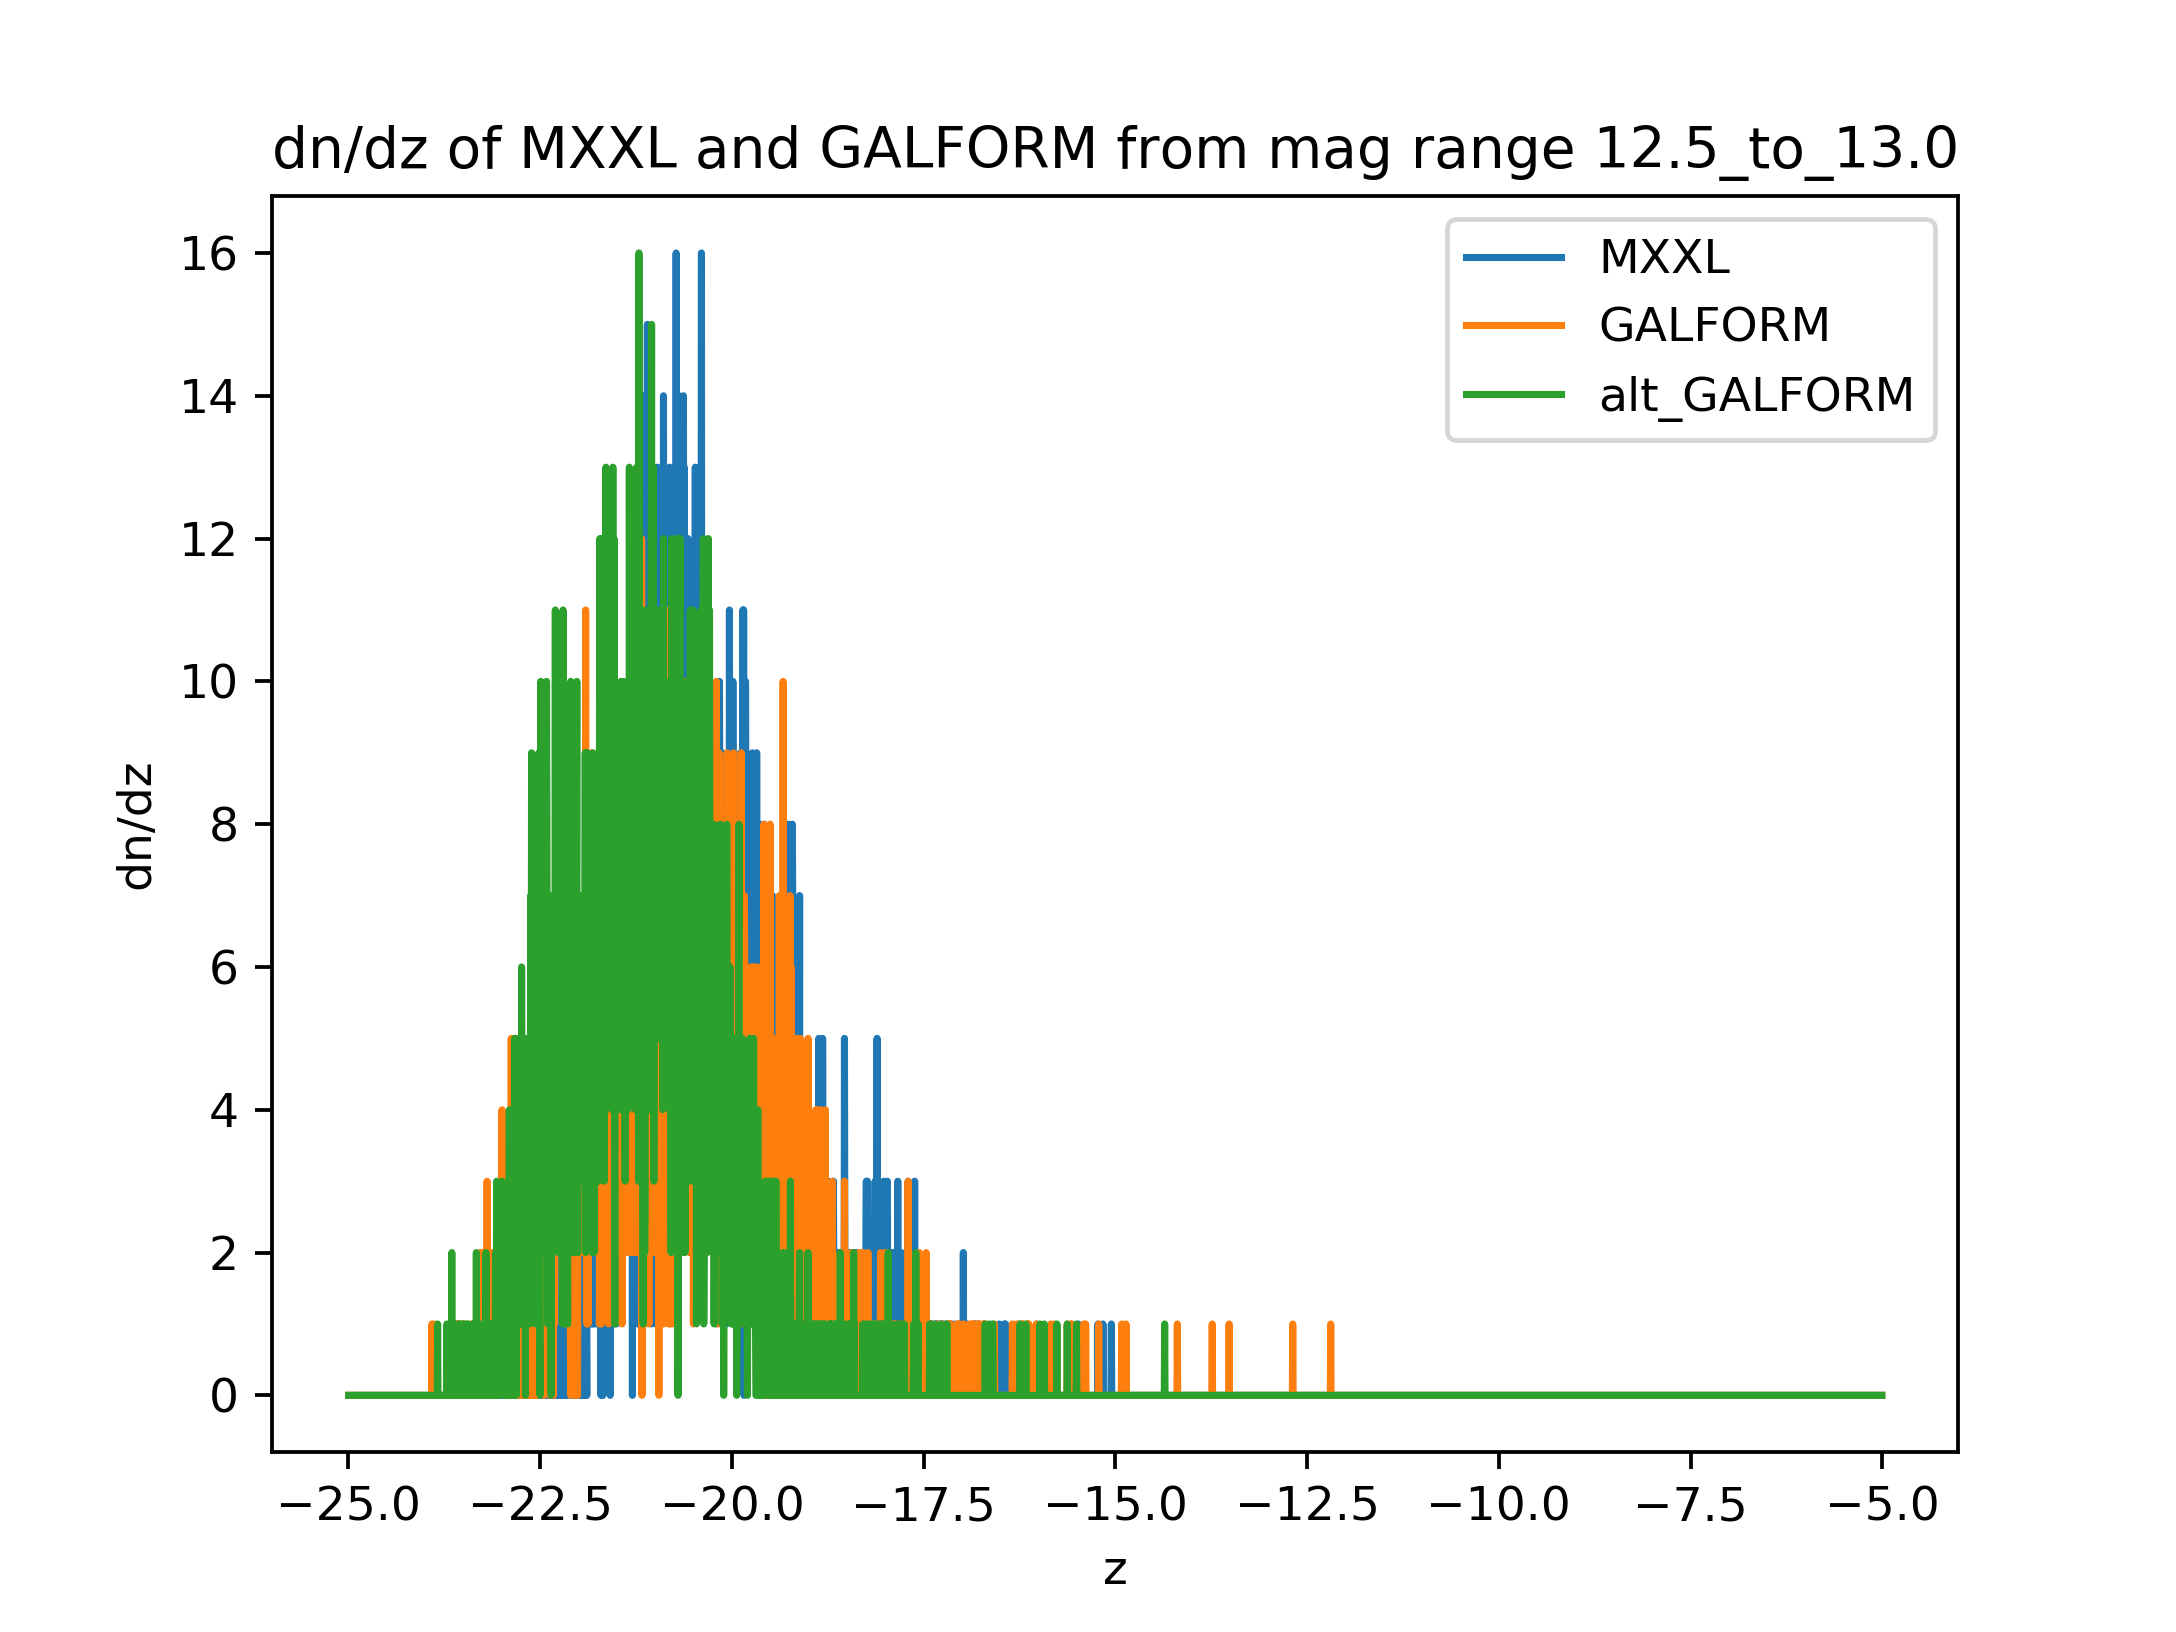 dn/dz of MXXL and GALFORM from mag range 12.5_to_13.0
MXXL
GALFORM
alt_GALFORM
16
14
12
10
8
6
4
2
0
dn/dz
−25.0 −22.5 −20.0 −17.5 −15.0 −12.5 −10.0 −7.5 −5.0
z